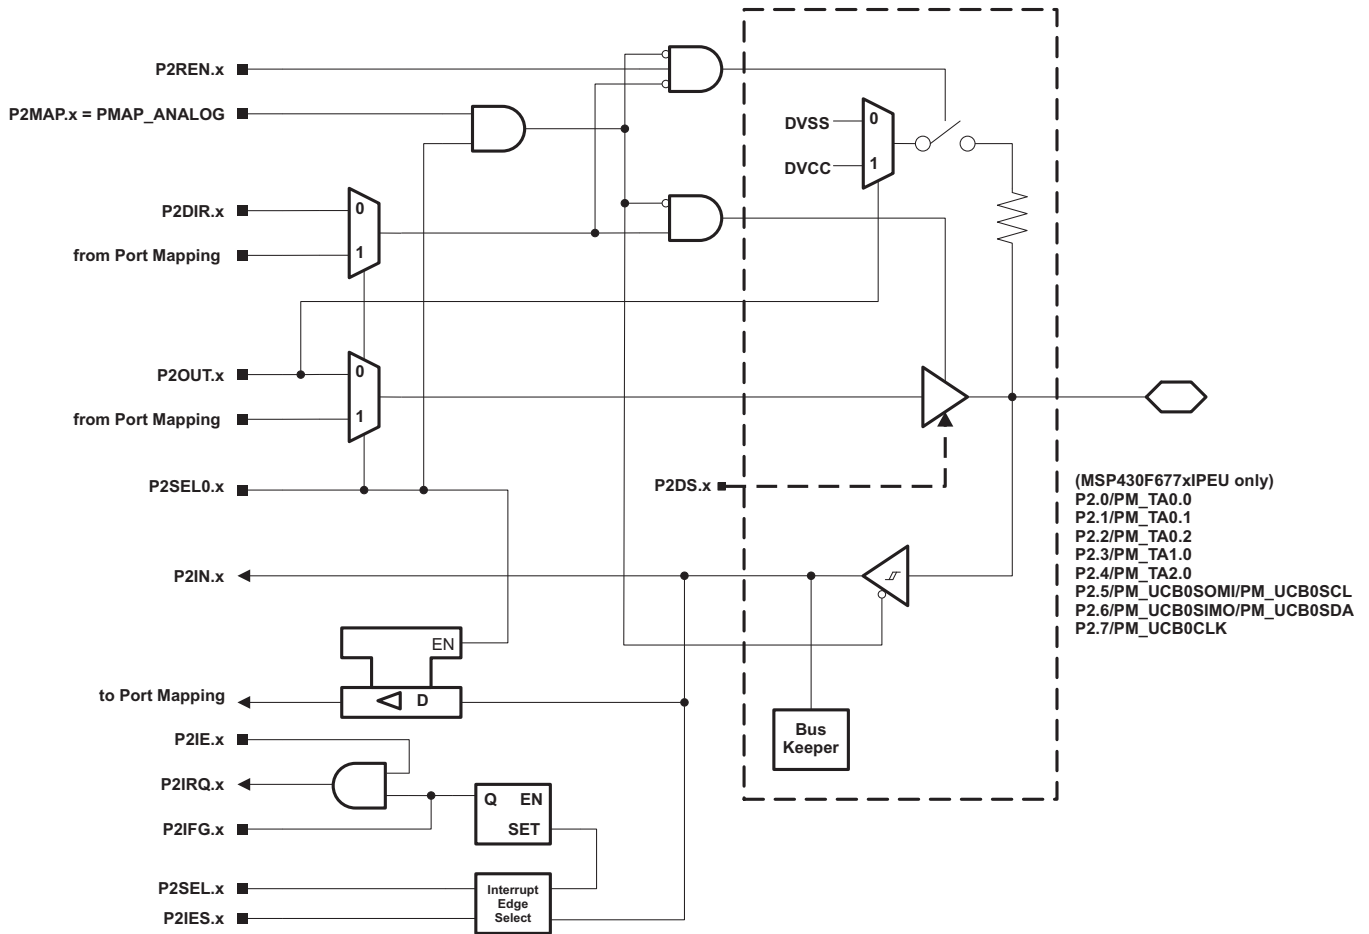 P2REN.x
P2MAP.x = PMAP_ANALOG
DVSS
0
DVCC
1
P2DIR.x
0
from Port Mapping
1
P2OUT.x
0
from Port Mapping
1
P2SEL0.x
P2DS.x
(MSP430F677xIPEU only)
P2.0/PM_TA0.0
P2.1/PM_TA0.1
P2.2/PM_TA0.2
P2.3/PM_TA1.0
P2.4/PM_TA2.0
P2.5/PM_UCB0SOMI/PM_UCB0SCL
P2.6/PM_UCB0SIMO/PM_UCB0SDA
P2.7/PM_UCB0CLK
P2IN.x
EN
to Port Mapping
D
Bus
Keeper
P2IE.x
P2IRQ.x
Q EN
SET
P2IFG.x
P2SEL.x
P2IES.x
Interrupt
Edge
Select